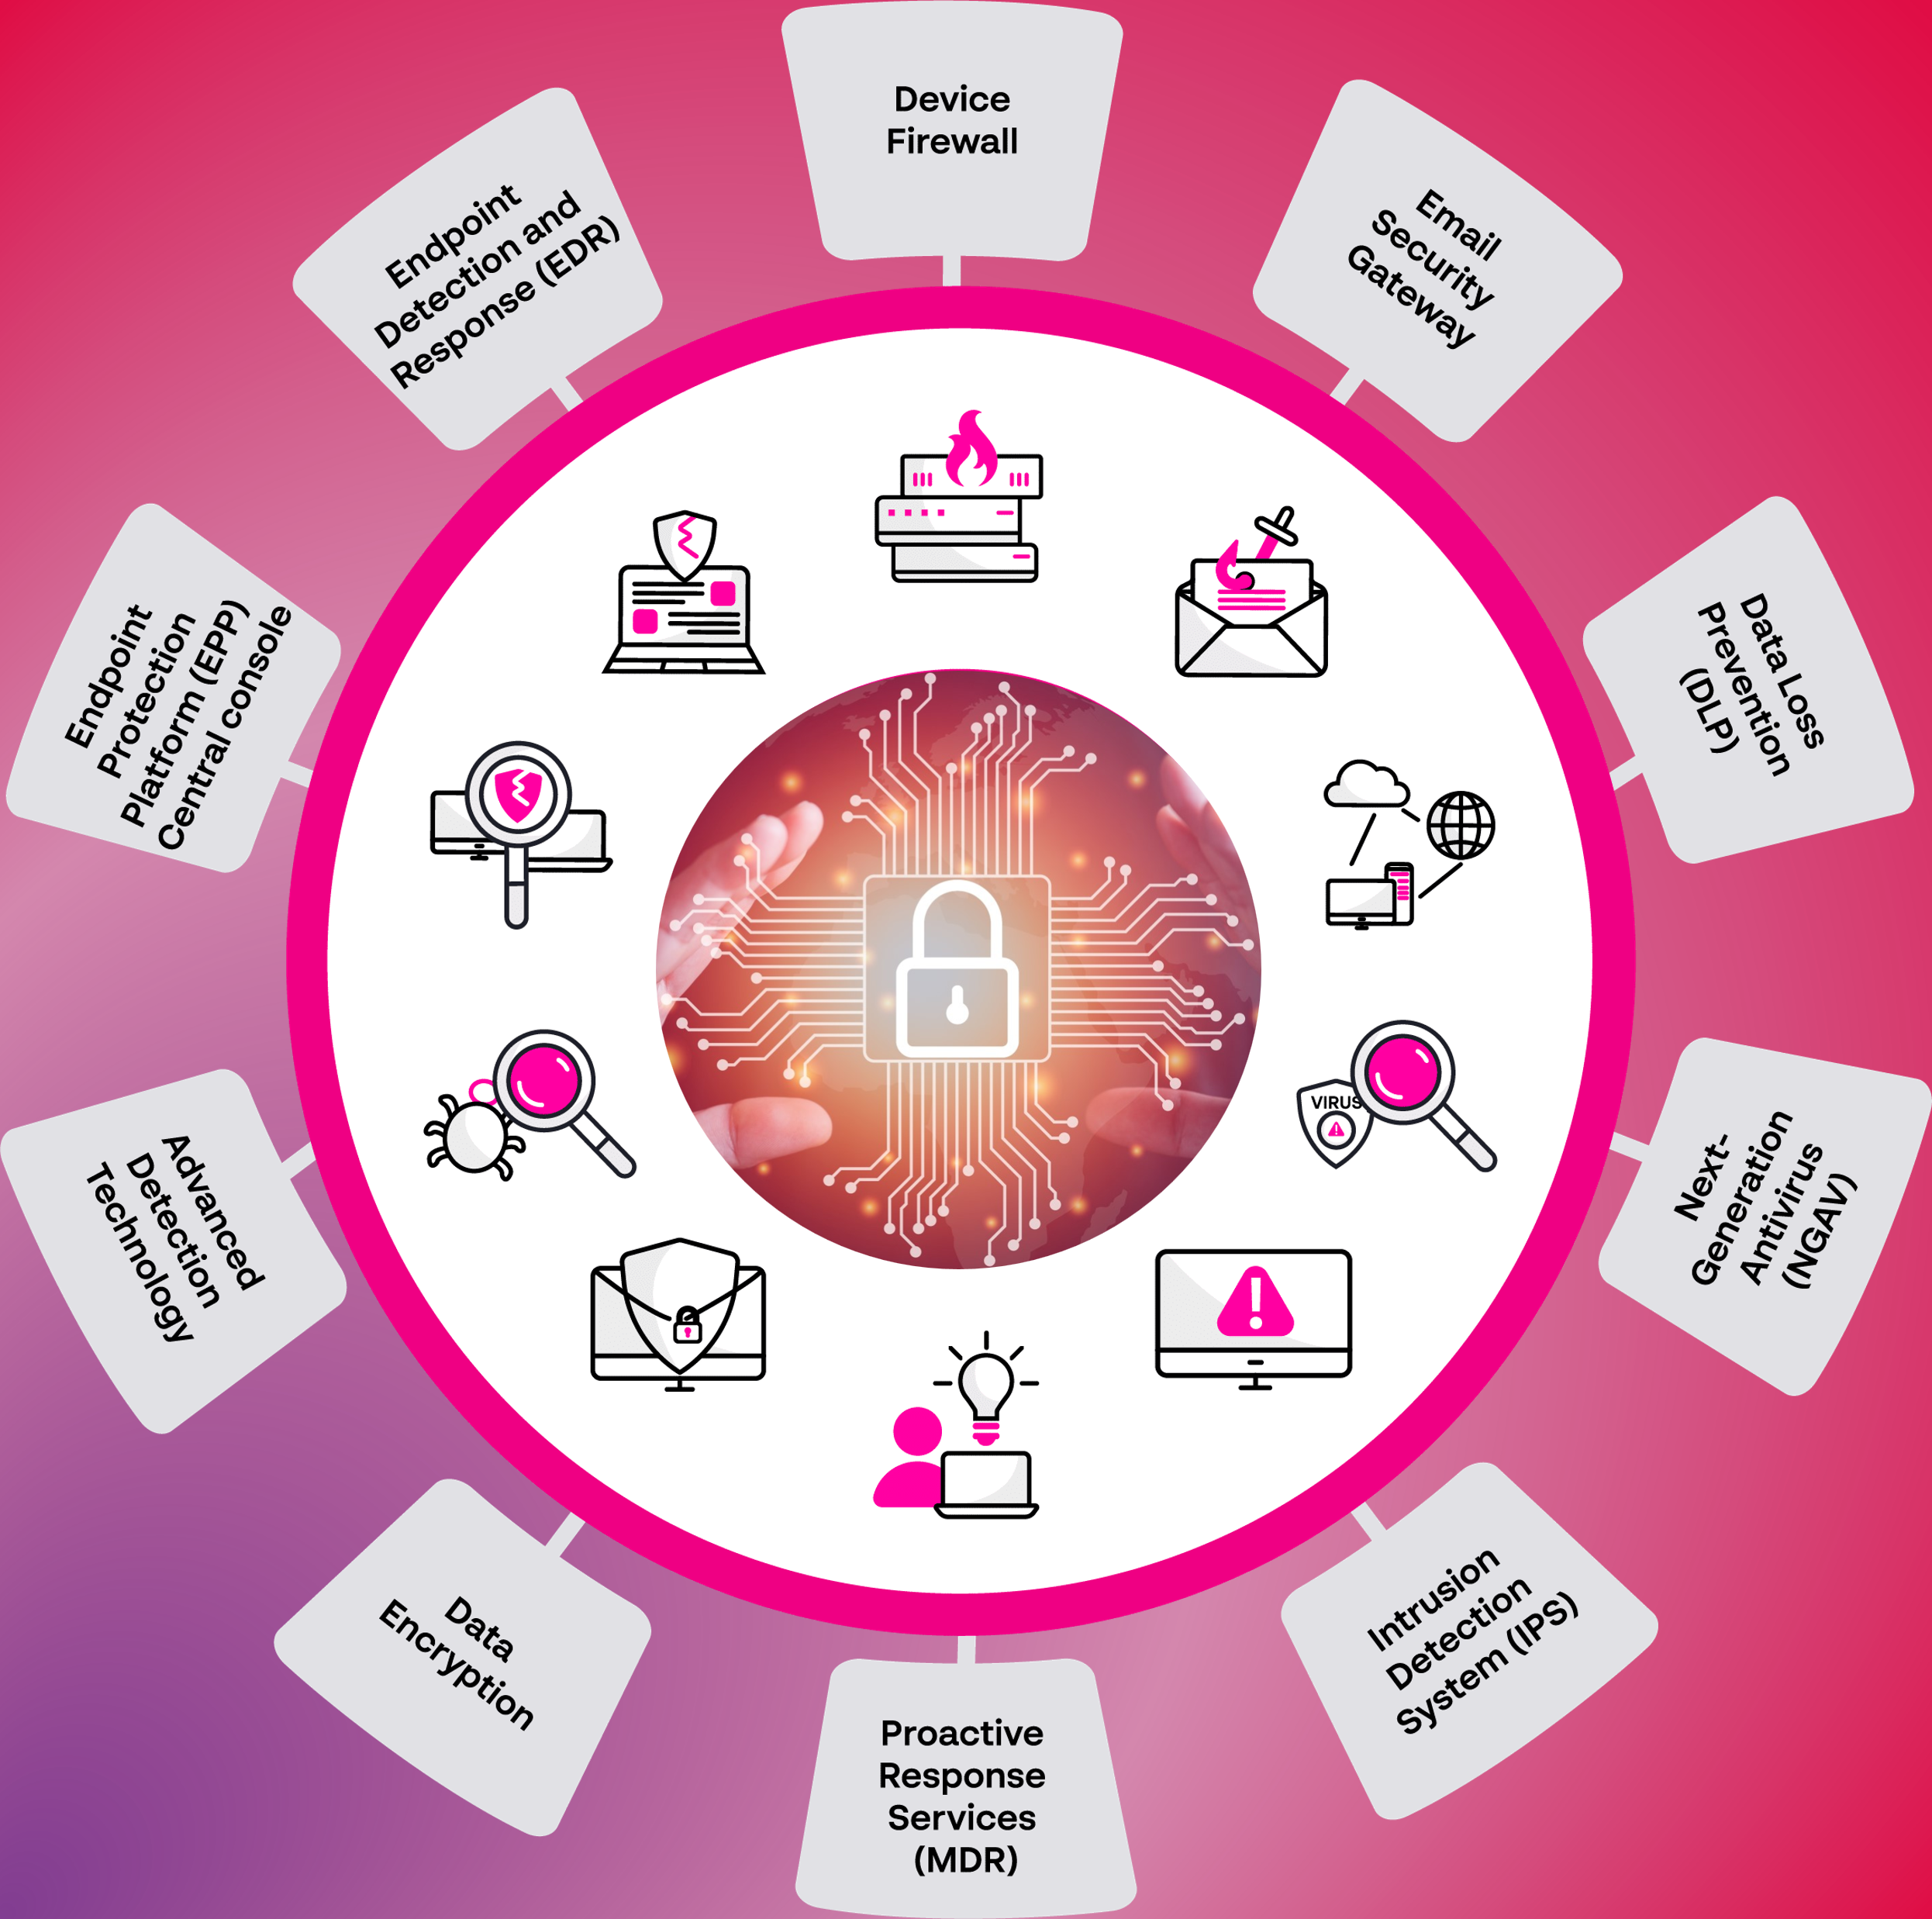 Device
Firewall
Email
Security
Gateway
Data Loss
Prevention
(DLP)
Next-
Generation
Antivirus
(NGAV)
Intrusion
Detection
System (IPS)
Proactive
Response
Services
(MDR)
Data
Encryption
Advanced
Detection
Technology
Endpoint
Protection
Platform (EPP)
Central console
Endpoint
Detection and
Response (EDR)
VIRUS